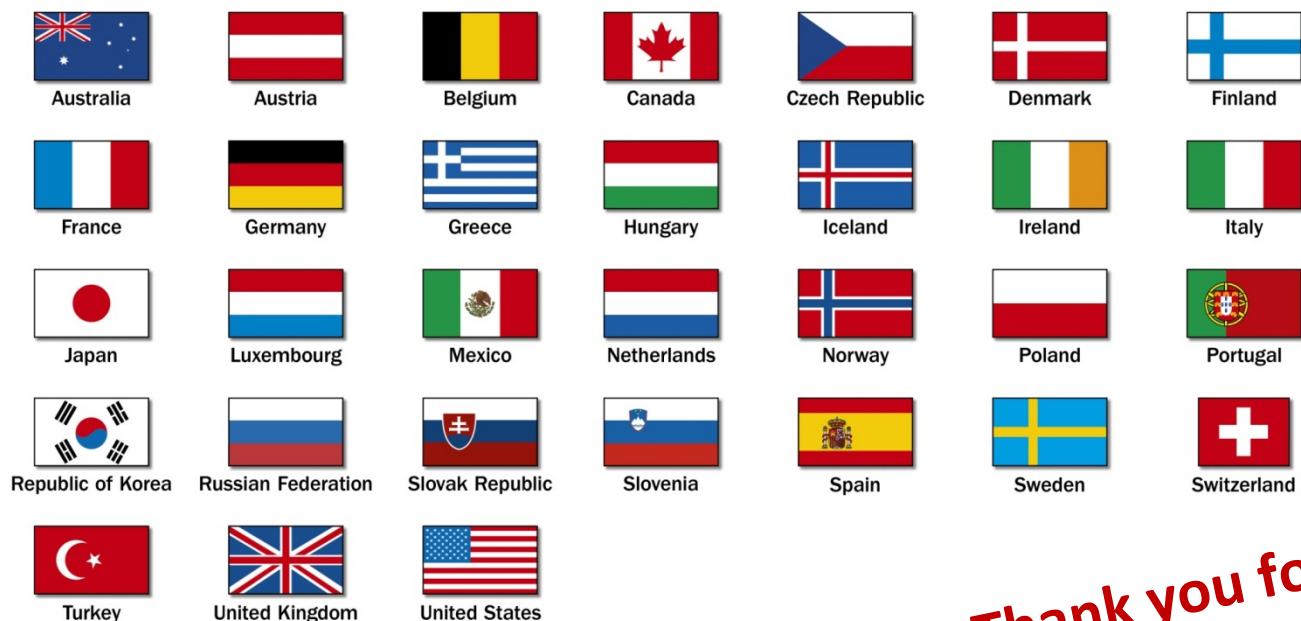 Australia Austria Belgium Canada Czech Republic Denmark Finland
France Germany Greece Hungary Iceland Ireland Italy
Japan Luxembourg Mexico Netherlands Norway Poland Portugal
Republic of Korea Russian Federation Slovak Republic Slovenia Spain Sweden Switzerland
Turkey United Kingdom United States
Thank you fo